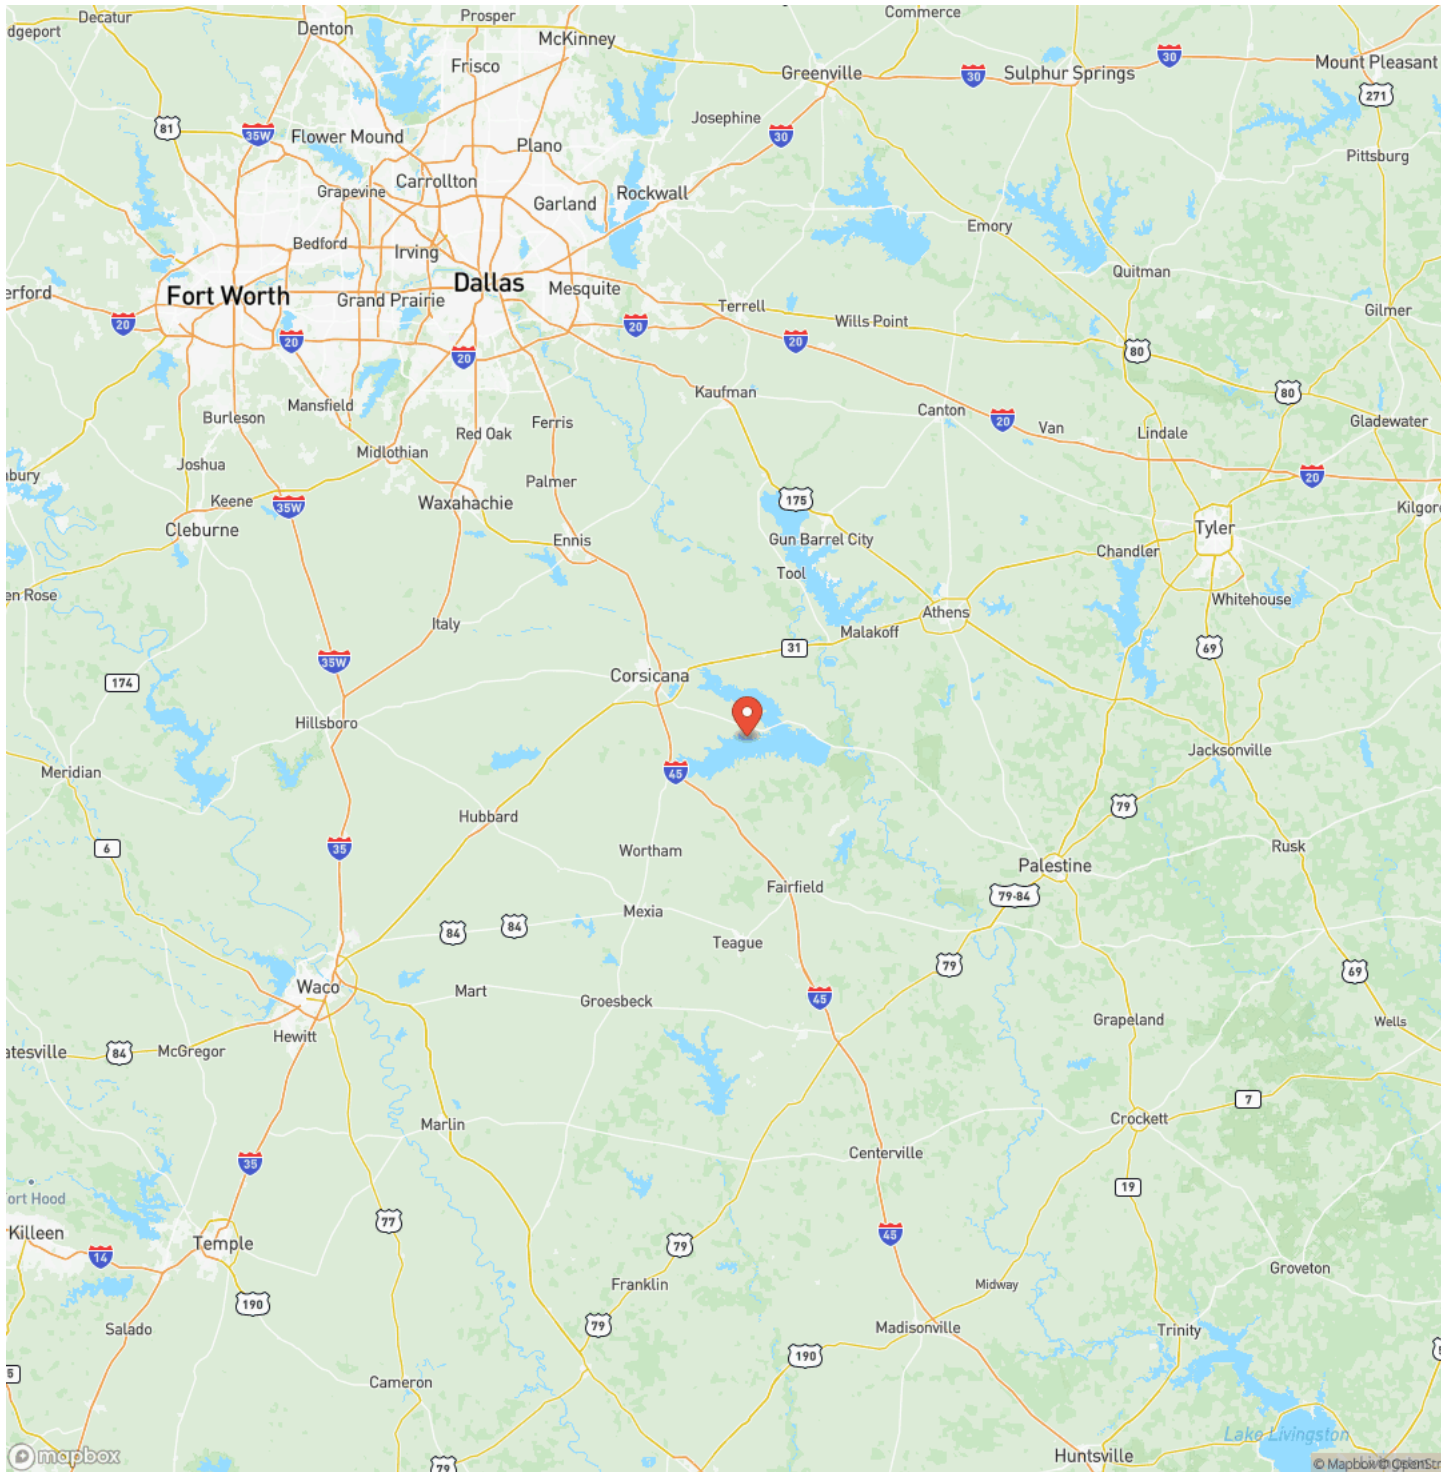 Decatur
Prosper
Commerce
dgeport
Denton
McKinney
Frisco
Greenville
30
Sulphur Springs
30
Mount Pleasant
271
81
35W
Flower Mound
Josephine
30
Plano
Pittsburg
Grapevine
Carrollton
Garland
Rockwall
Bedford
Irving
Emory
Quitman
erford
Fort Worth
Grand Prairie
Dallas
Mesquite
Terrell
Wills Point
Gilmer
20
20
20
20
20
80
80
Kaufman
Canton
20
Van
Lindale
Gladewater
Burleson
Mansfield
Red Oak
Ferris
Midlothian
Joshua
nbury
Keene
35W
Waxahachie
Palmer
175
20
Kilgore
Cleburne
Ennis
Gun Barrel City
Tyler
Chandler
Tool
en Rose
Whitehouse
Italy
Athens
Malakoff
31
69
35W
174
Corsicana
Hillsboro
Jacksonville
Meridian
45
79
Hubbard
6
35
Wortham
Rusk
Palestine
Fairfield
79-84
Mexia
84
84
Teague
79
69
Waco
Mart
Groesbeck
45
Grapeland
Wells
Hewitt
atesville
84
McGregor
7
Marlin
Crockett
Centerville
35
19
ort Hood
Killeen
Temple
77
79
45
14
Groveton
Franklin
Midway
190
Salado
79
Madisonville
Trinity
190
5
Cameron
Lake Livingston
Huntsville
mapbox
79
© Mapbox © OpenStr